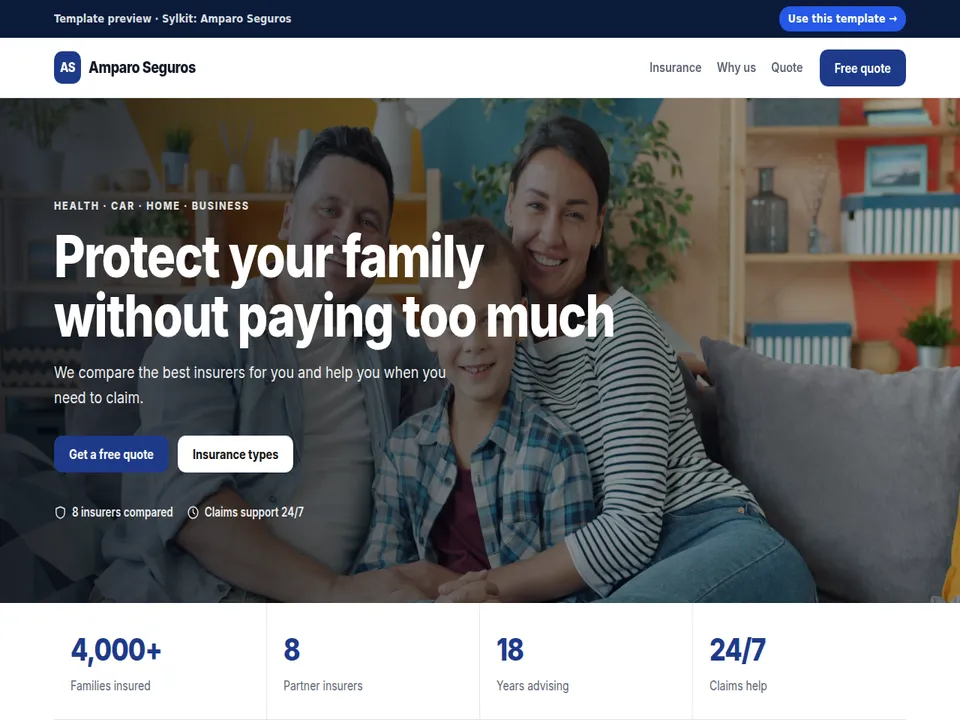 Template preview · Sylkit: Amparo Seguros
Use this template →
AS
Amparo Seguros
Insurance
Why us
Quote
Free quote
HEALTH · CAR · HOME · BUSINESS
Protect your family
without paying too much
We compare the best insurers for you and help you when you
need to claim.
Get a free quote
Insurance types
8 insurers compared
Claims support 24/7
4,000+
Families insured
8
Partner insurers
18
Years advising
24/7
Claims help